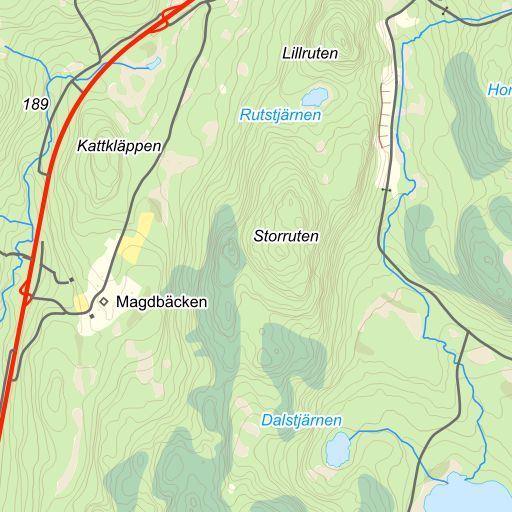 Lillruten
Hor
189
Rutstjärnen
Kattkläppen
Storruten
Magdbäcken
Dalstjärnen